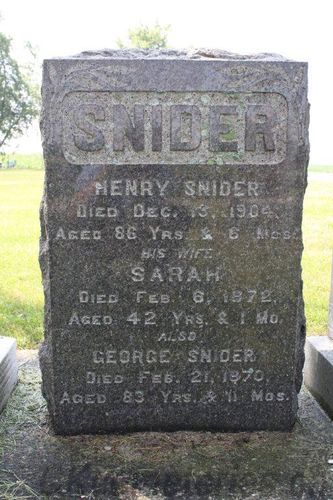 SNIDER
HENRY SNIDER
DIED DEC. 13, 1904,
AGED 86 YRS. & 6 MOS.
HIS WIFE
SARAH
DIED FEB. 6, 1872,
AGED 42 YRS. & 1 MO.
ALSO
GEORGE SNIDER
DIED FEB. 21, 1870,
AGED 83 YRS. & 11 MOS.